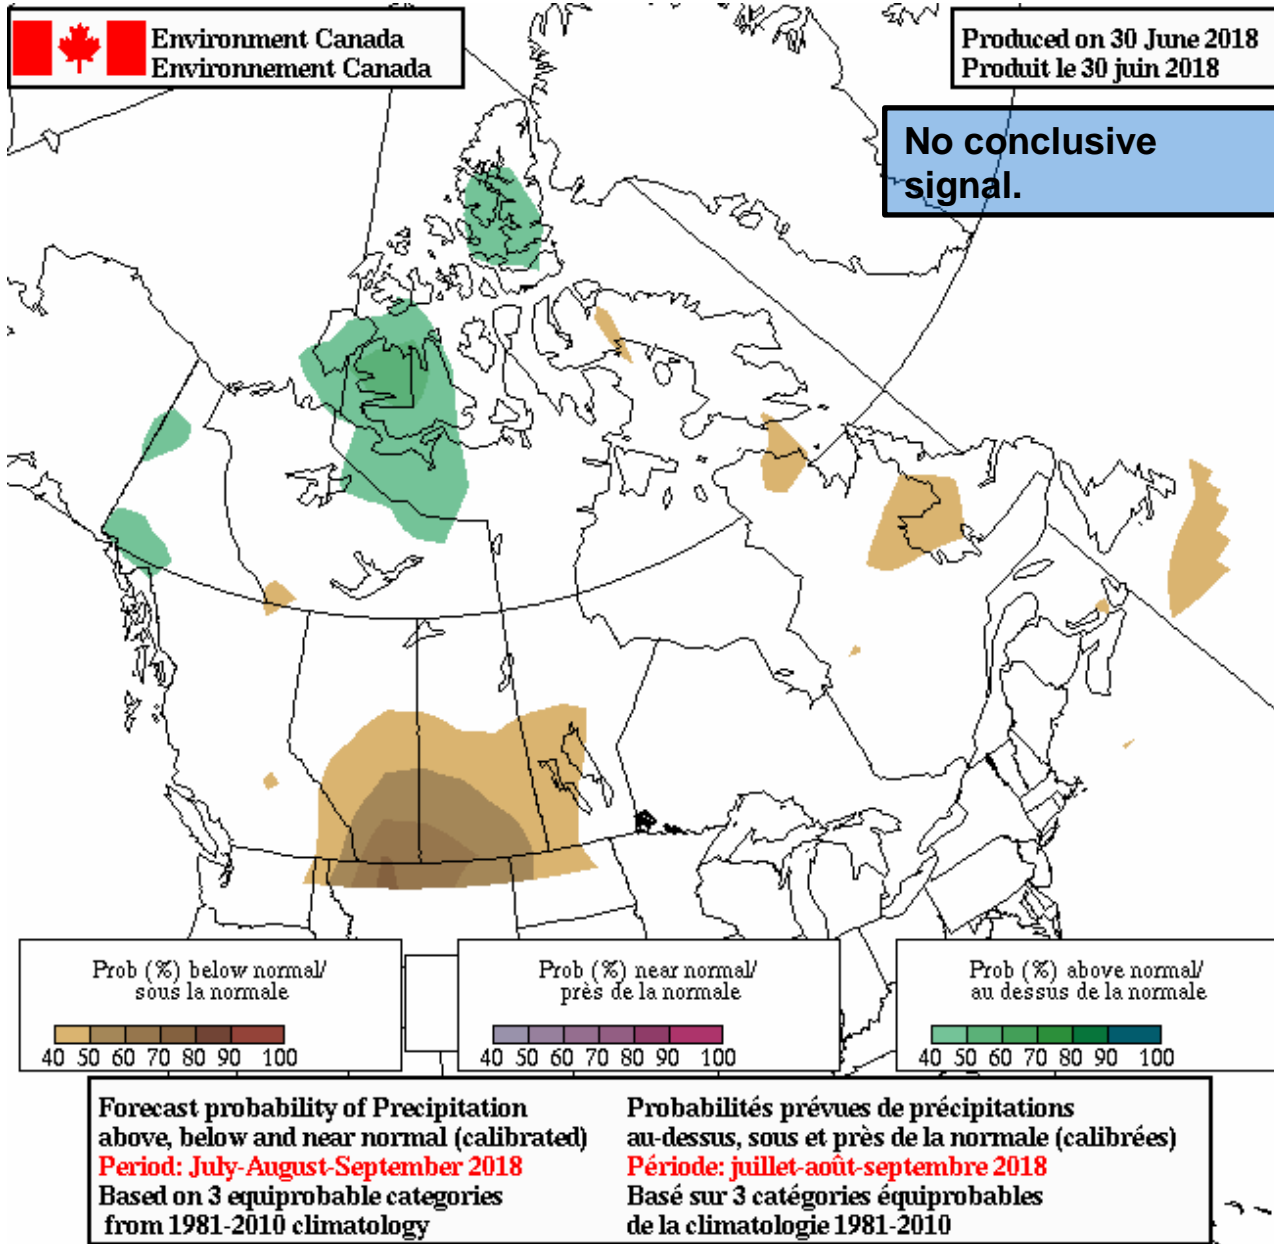 Environment Canada
Environnement Canada
Produced on 30 June 2018
Produit le 30 juin 2018
No conclusive
signal.
Prob (%) below normal/
sous la normale
40 50 60 70 80 90 100
Prob (%) near normal/
près de la normale
40 50 60 70 80 90 100
Prob (%) above normal/
au dessus de la normale
40 50 60 70 80 90 100
Forecast probability of Precipitation
above, below and near normal (calibrated)
Period: July-August-September 2018
Based on 3 equiprobable categories
from 1981-2010 climatology
Probabilités prévues de précipitations
au-dessus, sous et près de la normale (calibrées)
Période: juillet-août-septembre 2018
Basé sur 3 catégories équiprobables
de la climatologie 1981-2010